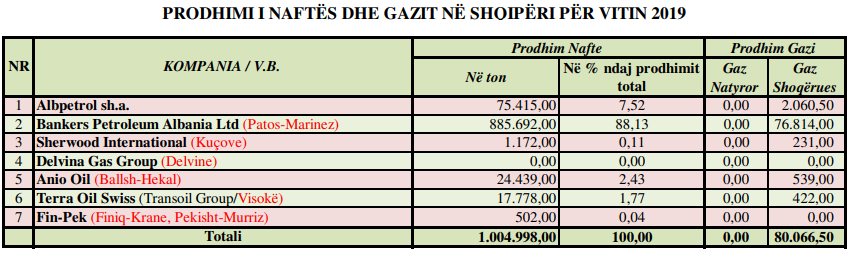 PRODHIMI I NAFTËS DHE GAZIT NË SHQIPËRI PËR VITIN 2019
NR KOMPANIA / V.B. Prodhim Nafte Prodhim Gazi
Në ton Në % ndaj prodhimit total Gaz Natyror Gaz Shoqërues
1 Albpetrol sh.a. 75.415,00 7,52 0,00 2.060,50
2 Bankers Petroleum Albania Ltd (Patos-Marinez) 885.692,00 88,13 0,00 76.814,00
3 Sherwood International (Kuçove) 1.172,00 0,11 0,00 231,00
4 Delvina Gas Group (Delvine) 0,00 0,00 0,00 0,00
5 Anio Oil (Ballsh-Hekal) 24.439,00 2,43 0,00 539,00
6 Terra Oil Swiss (Transoil Group/Visokë) 17.778,00 1,77 0,00 422,00
7 Fin-Pek (Finiq-Krane, Pekisht-Murriz) 502,00 0,04 0,00 0,00
Totali 1.004.998,00 100,00 0,00 80.066,50